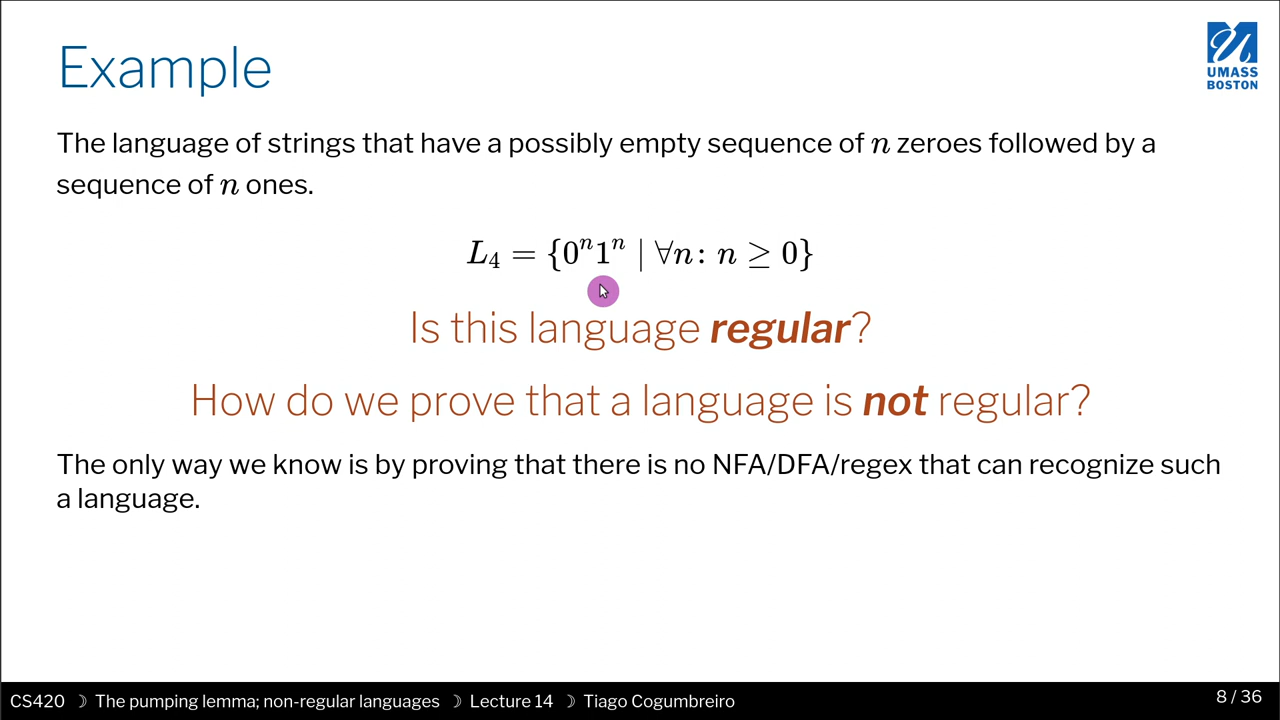 Example
UMASS
BOSTON
The language of strings that have a possibly empty sequence of n zeroes followed by a
sequence of n ones.
L₄ = {0ⁿ1ⁿ | ∀n: n ≥ 0}
Is this language regular?
How do we prove that a language is not regular?
The only way we know is by proving that there is no NFA/DFA/regex that can recognize such
a language.
CS420 ☽ The pumping lemma; non-regular languages ☽ Lecture 14 ☽ Tiago Cogumbreiro
8 / 36